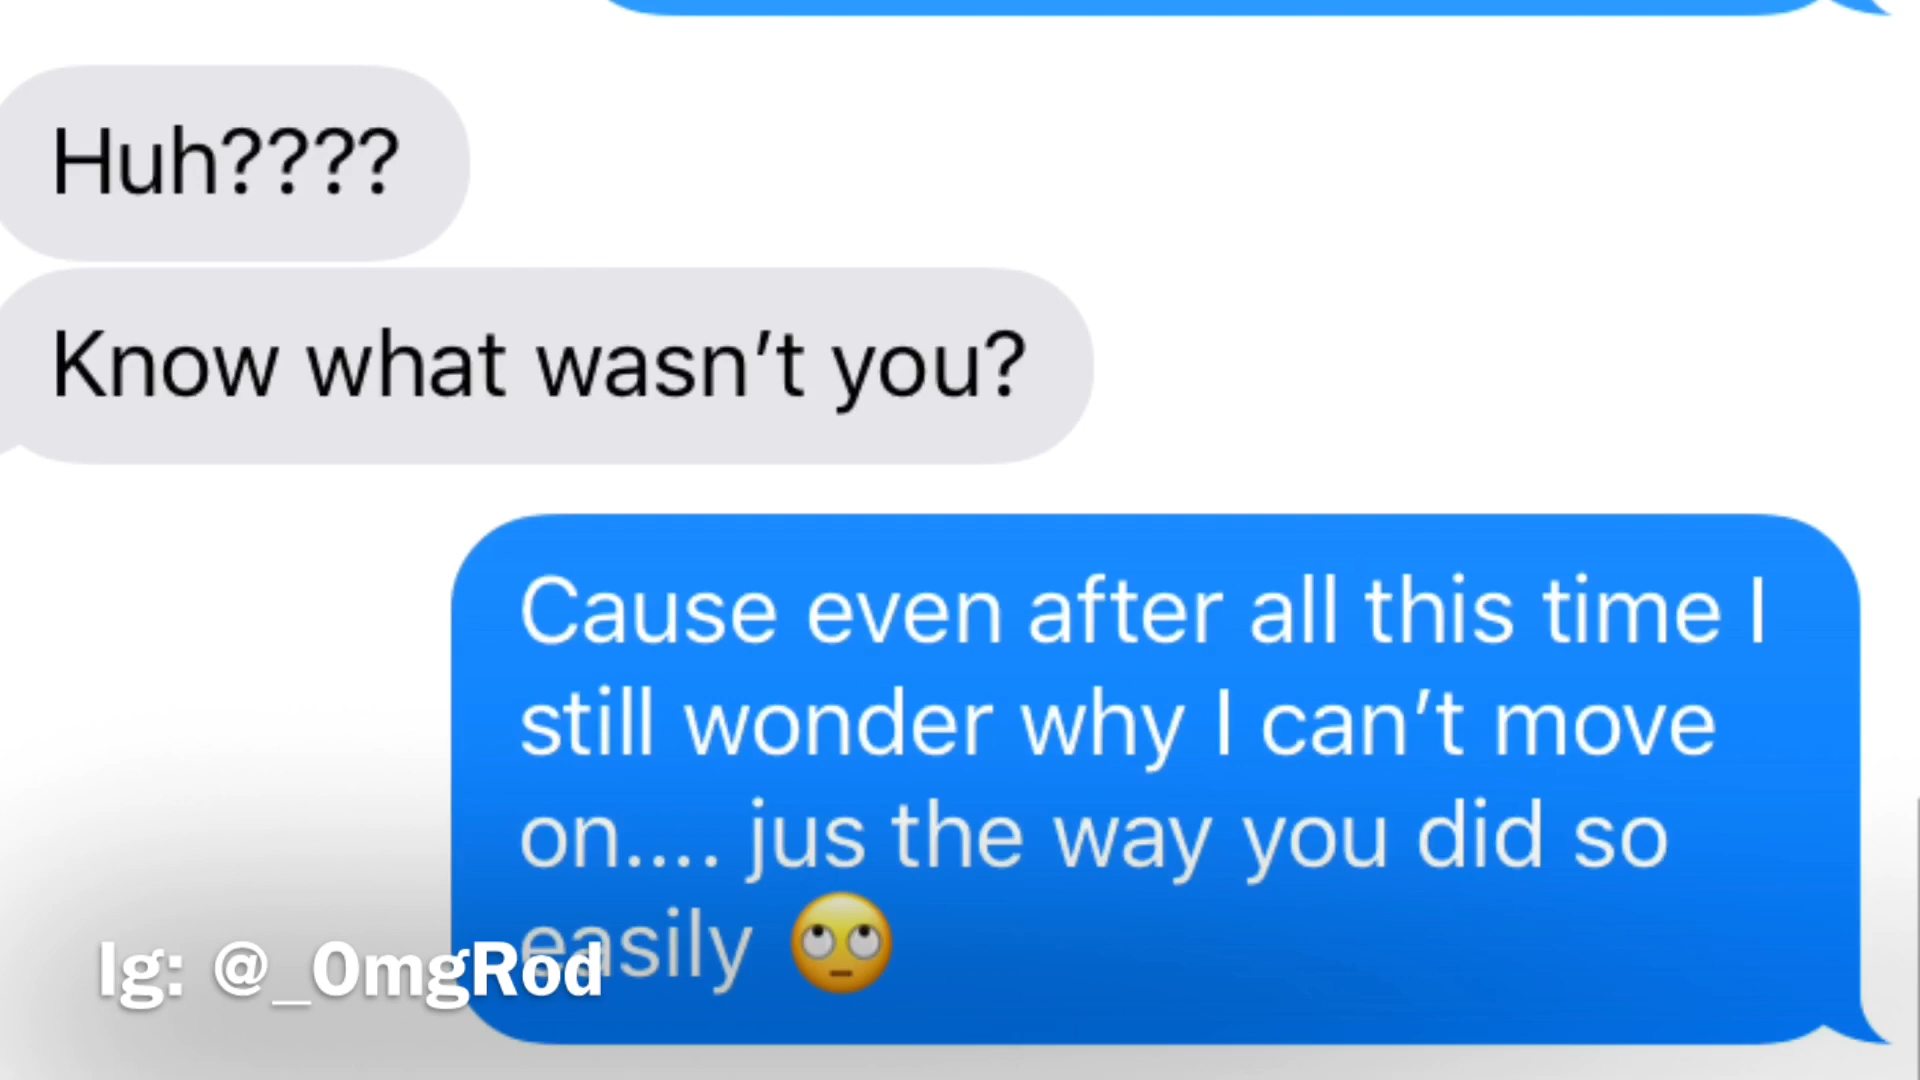 Huh????
Know what wasn’t you?
Cause even after all this time I
still wonder why I can’t move
on.... jus the way you did so
easily 🙄
Ig: @_OmgRod